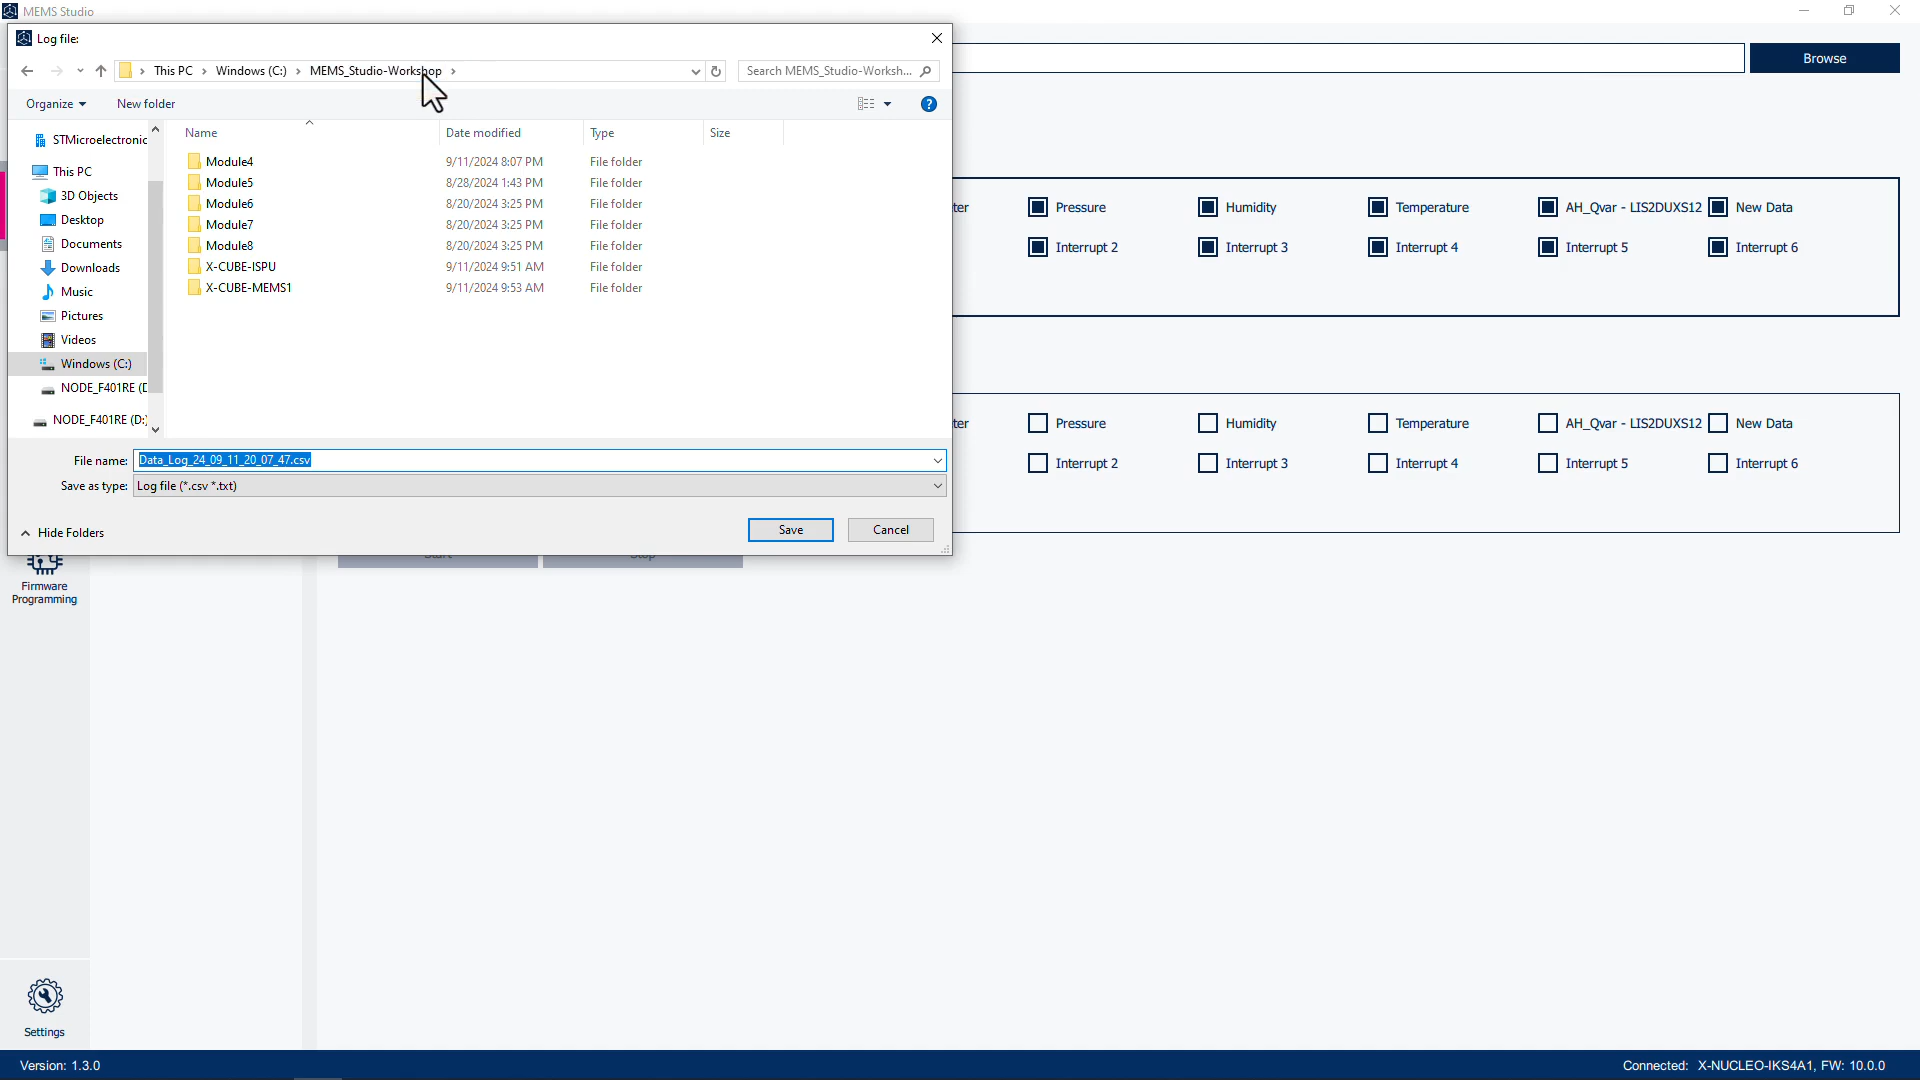 MEMS Studio
Log file:
This PC > Windows (C:) > MEMS_Studio-Workshop >
Search MEMS_Studio-Worksh...
Browse
Organize
New folder
Name
Date modified
Type
Size
STMicroelectronic
This PC
3D Objects
Desktop
Documents
Downloads
Music
Pictures
Videos
Windows (C:)
NODE_F401RE (E
NODE_F401RE (D:)
Module4 9/11/2024 8:07 PM File folder
Module5 8/28/2024 1:43 PM File folder
Module6 8/20/2024 3:25 PM File folder
Module7 8/20/2024 3:25 PM File folder
Module8 8/20/2024 3:25 PM File folder
X-CUBE-ISPU 9/11/2024 9:51 AM File folder
X-CUBE-MEMS1 9/11/2024 9:53 AM File folder
File name: Data_Log_24_09_11_20_07_47.csv
Save as type: Log file (*.csv *.txt)
Hide Folders
Save
Cancel
ter Pressure Humidity Temperature AH_Qvar - LIS2DUXS12 New Data
Interrupt 2 Interrupt 3 Interrupt 4 Interrupt 5 Interrupt 6
ter Pressure Humidity Temperature AH_Qvar - LIS2DUXS12 New Data
Interrupt 2 Interrupt 3 Interrupt 4 Interrupt 5 Interrupt 6
Firmware
Programming
Settings
Version: 1.3.0
Connected: X-NUCLEO-IKS4A1, FW: 10.0.0